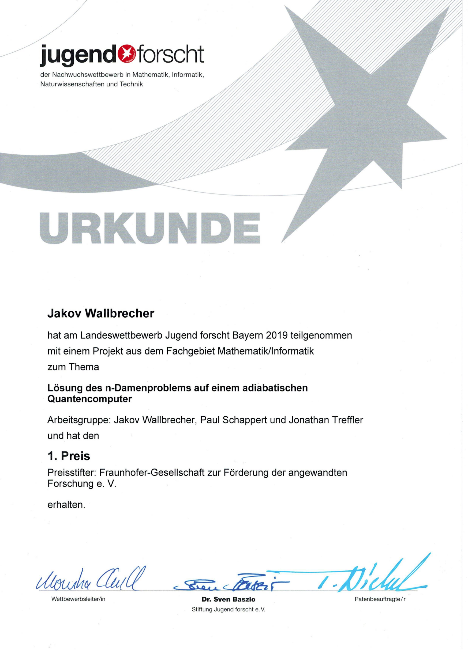 jugend forscht
der Nachwuchswettbewerb in Mathematik, Informatik,
Naturwissenschaften und Technik
URKUNDE
Jakov Wallbrecher
hat am Landeswettbewerb Jugend forscht Bayern 2019 teilgenommen
mit einem Projekt aus dem Fachgebiet Mathematik/Informatik
zum Thema
Lösung des n-Damenproblems auf einem adiabatischen
Quantencomputer
Arbeitsgruppe: Jakov Wallbrecher, Paul Schappert und Jonathan Treffler
und hat den
1. Preis
Preisstifter: Fraunhofer-Gesellschaft zur Förderung der angewandten
Forschung e. V.
erhalten.
Wettbewerbsleiter/in
Dr. Sven Baszio
Patenbeauftragte/r
Stiftung Jugend forscht e.V.